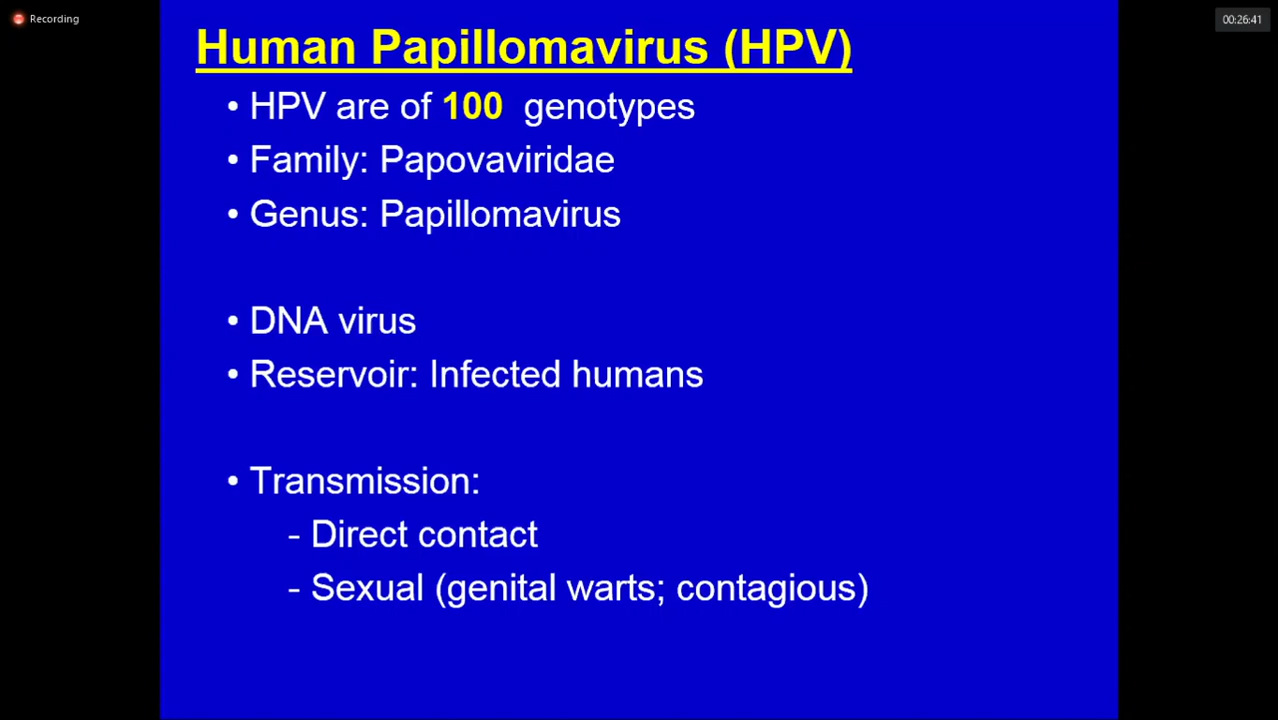 Recording
00:26:41
Human Papillomavirus (HPV)
• HPV are of 100 genotypes
• Family: Papovaviridae
• Genus: Papillomavirus
• DNA virus
• Reservoir: Infected humans
• Transmission:
- Direct contact
- Sexual (genital warts; contagious)